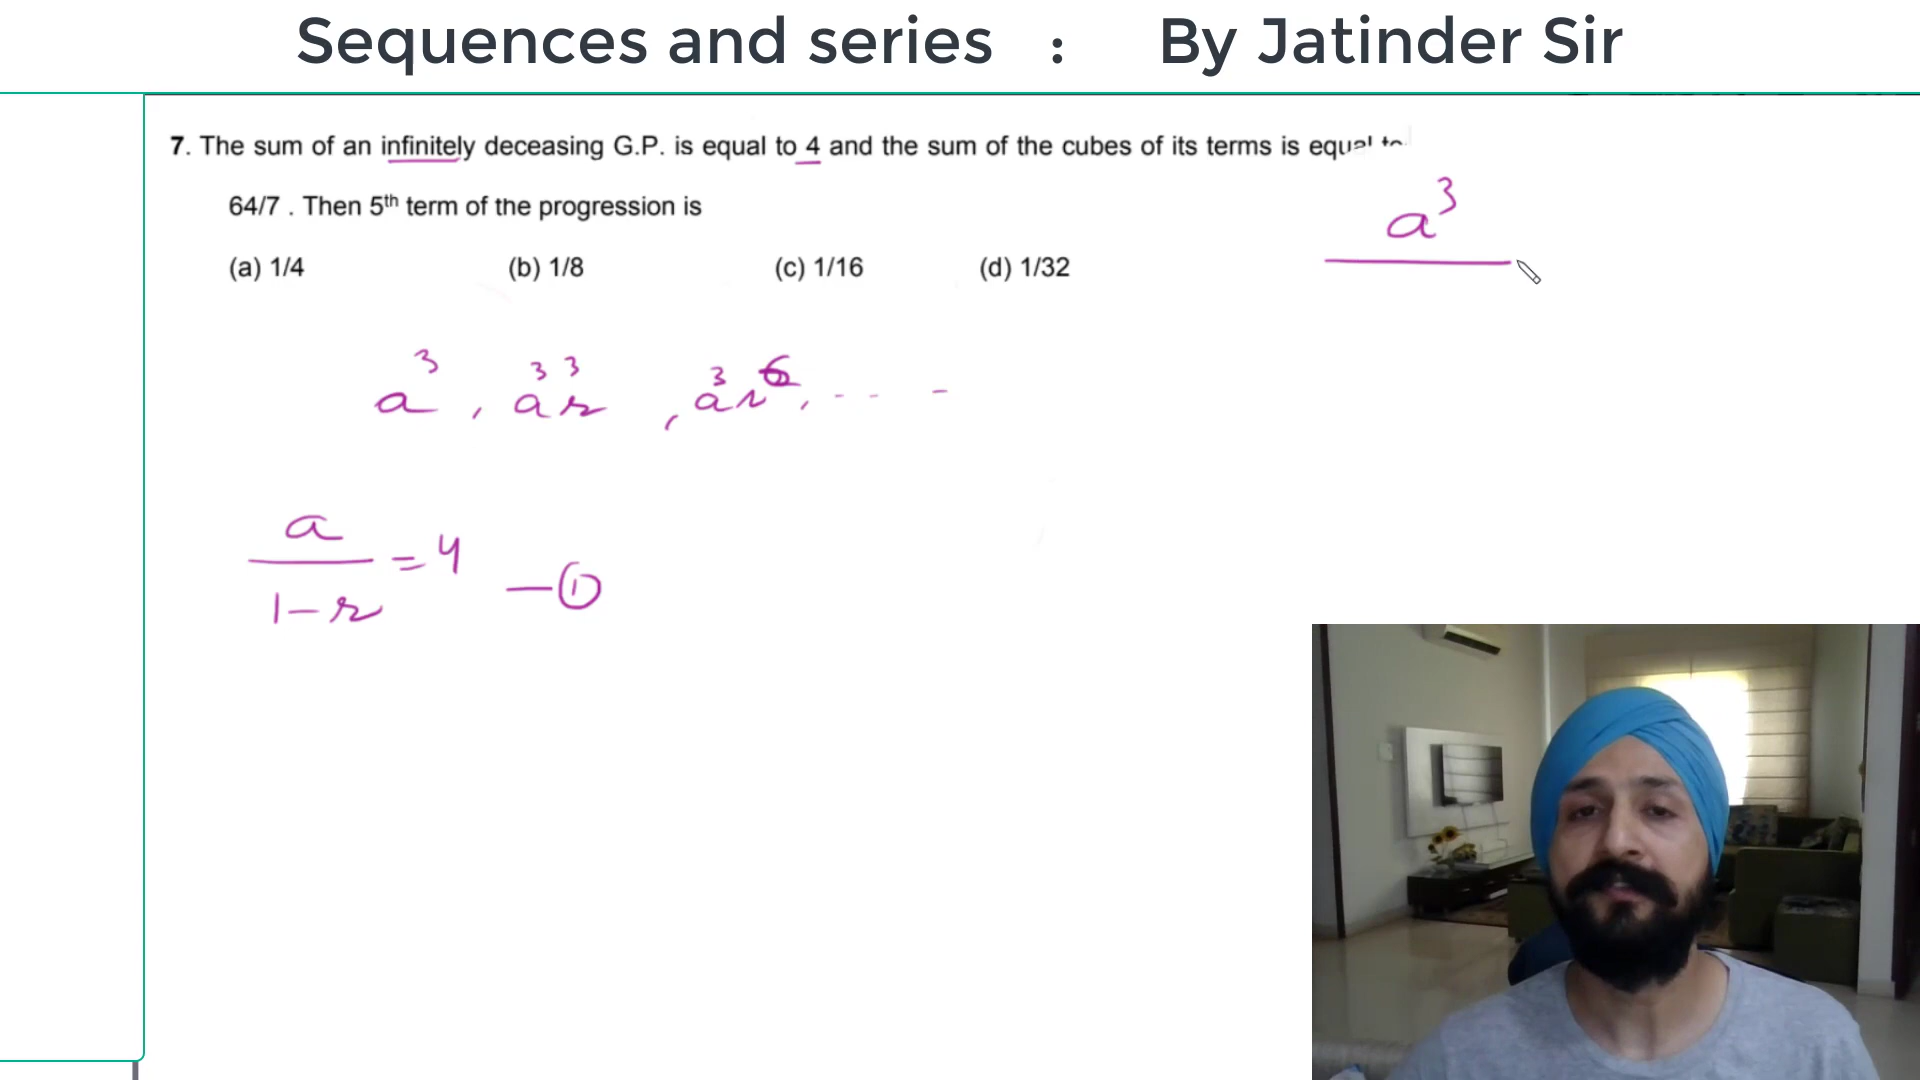 Sequences and series : By Jatinder Sir
7. The sum of an infinitely deceasing G.P. is equal to 4 and the sum of the cubes of its terms is equal to
64/7 . Then 5th term of the progression is
(a) 1/4 (b) 1/8 (c) 1/16 (d) 1/32
a³
a³ , a³r³ , a³r⁶ , - - -
a
1-r
= 4 —①